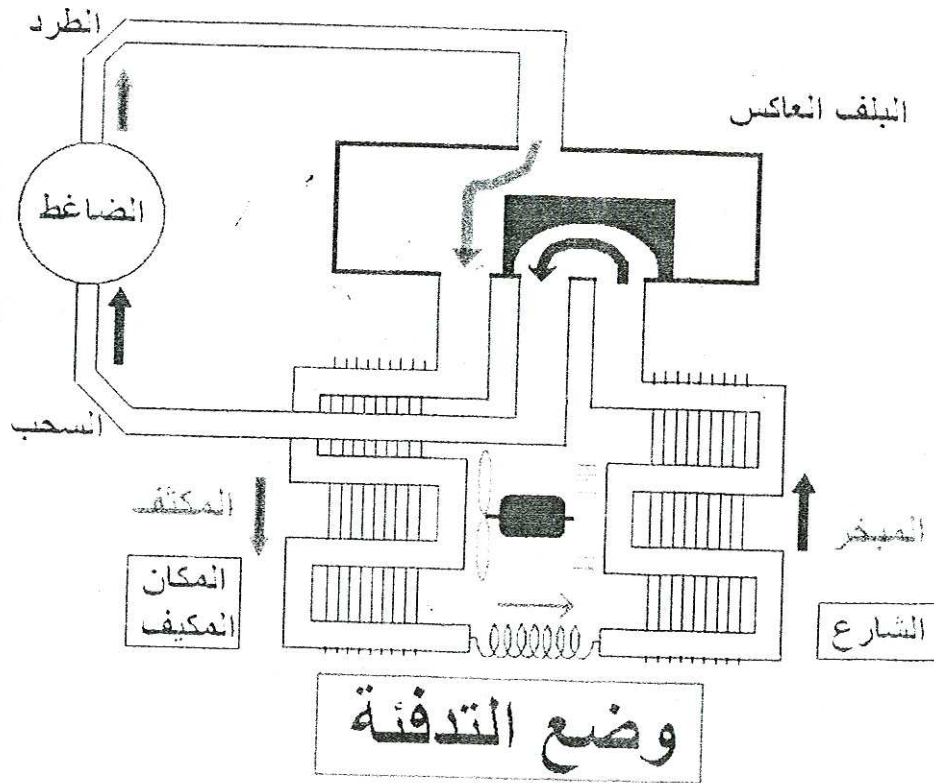 الطرد
البلف العاكس
الضاغط
السحب
المكثف
المبخر
المكان
المكيف
الشارع
وضع التدفئة